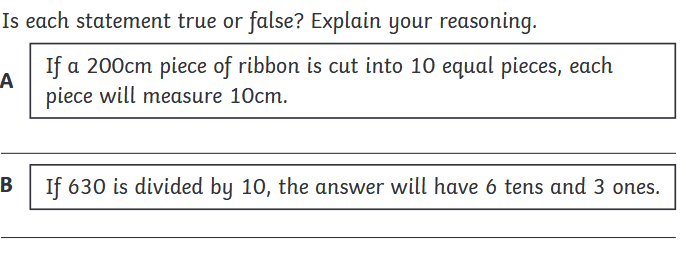 Is each statement true or false? Explain your reasoning.
A
If a 200cm piece of ribbon is cut into 10 equal pieces, each
piece will measure 10cm.
B
If 630 is divided by 10, the answer will have 6 tens and 3 ones.